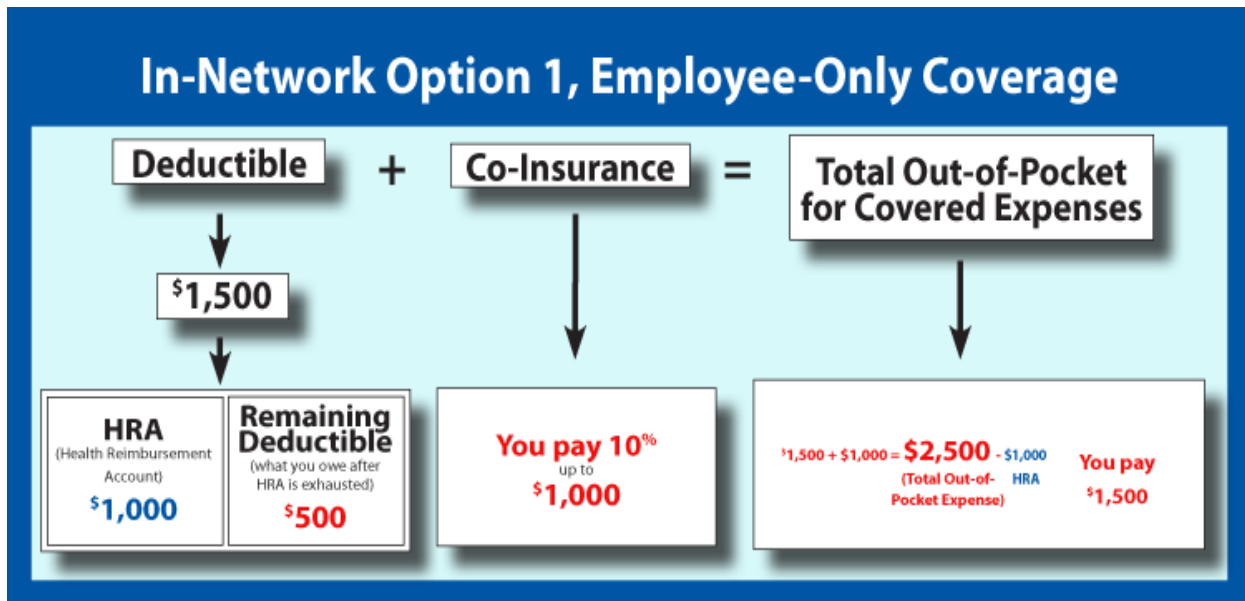 In-Network Option 1, Employee-Only Coverage
Deductible + Co-Insurance = Total Out-of-Pocket
for Covered Expenses
$1,500
HRA
(Health Reimbursement
Account)
$1,000
Remaining
Deductible
(what you owe after
HRA is exhausted)
$500
You pay 10%
up to
$1,000
$1,500 + $1,000 = $2,500 - $1,000
(Total Out-of-
Pocket Expense)
HRA
You pay
$1,500